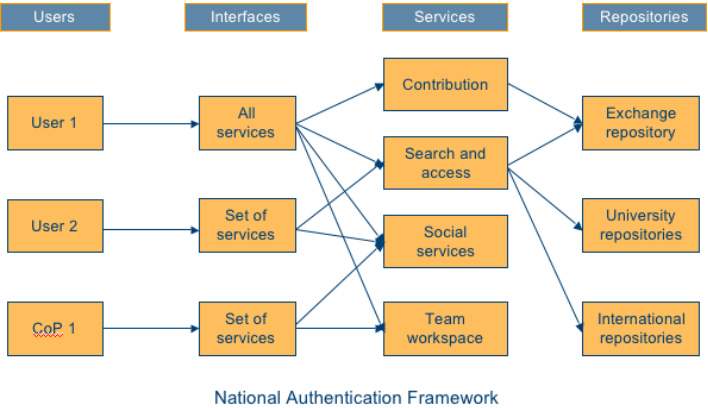 Users
Interfaces
Services
Repositories
User 1
All
services
Contribution
Exchange
repository
Search and
access
User 2
Set of
services
Social
services
University
repositories
CoP 1
Set of
services
Team
workspace
International
repositories
National Authentication Framework